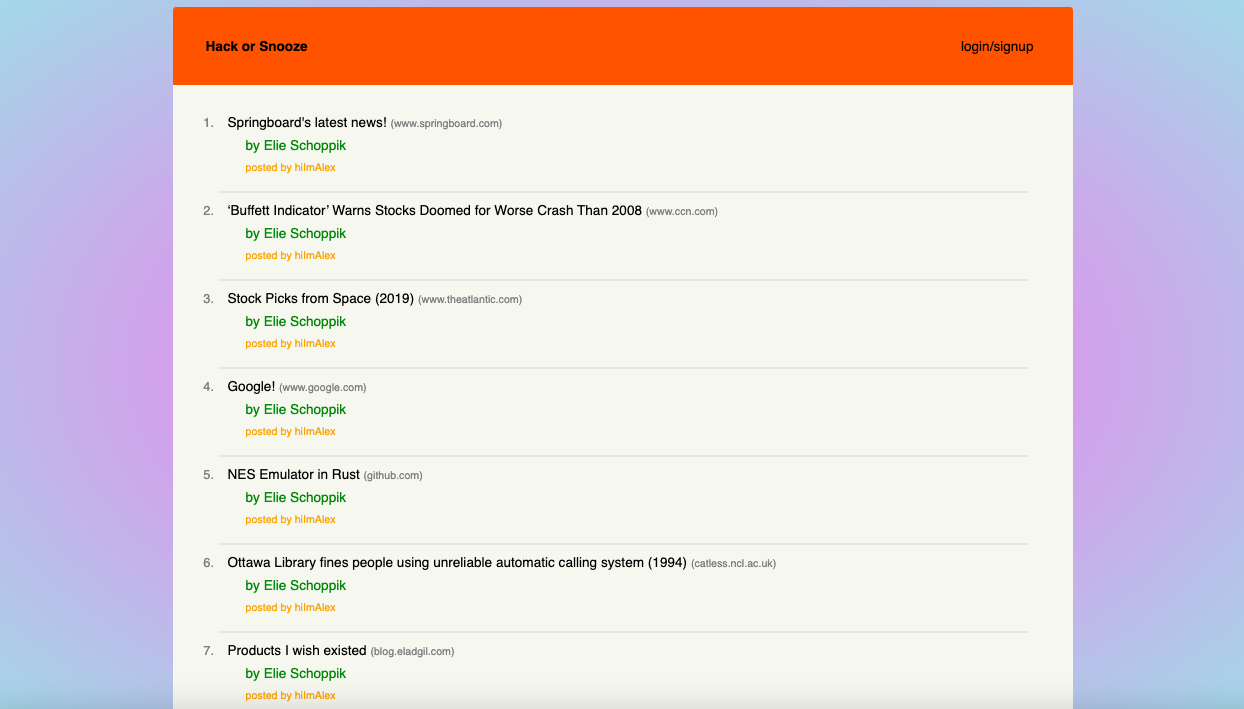 Hack or Snooze
login/signup
1. Springboard's latest news! (www.springboard.com)
by Elie Schoppik
posted by hiImAlex
2. ‘Buffett Indicator’ Warns Stocks Doomed for Worse Crash Than 2008 (www.ccn.com)
by Elie Schoppik
posted by hiImAlex
3. Stock Picks from Space (2019) (www.theatlantic.com)
by Elie Schoppik
posted by hiImAlex
4. Google! (www.google.com)
by Elie Schoppik
posted by hiImAlex
5. NES Emulator in Rust (github.com)
by Elie Schoppik
posted by hiImAlex
6. Ottawa Library fines people using unreliable automatic calling system (1994) (catless.ncl.ac.uk)
by Elie Schoppik
posted by hiImAlex
7. Products I wish existed (blog.eladgil.com)
by Elie Schoppik
posted by hiImAlex